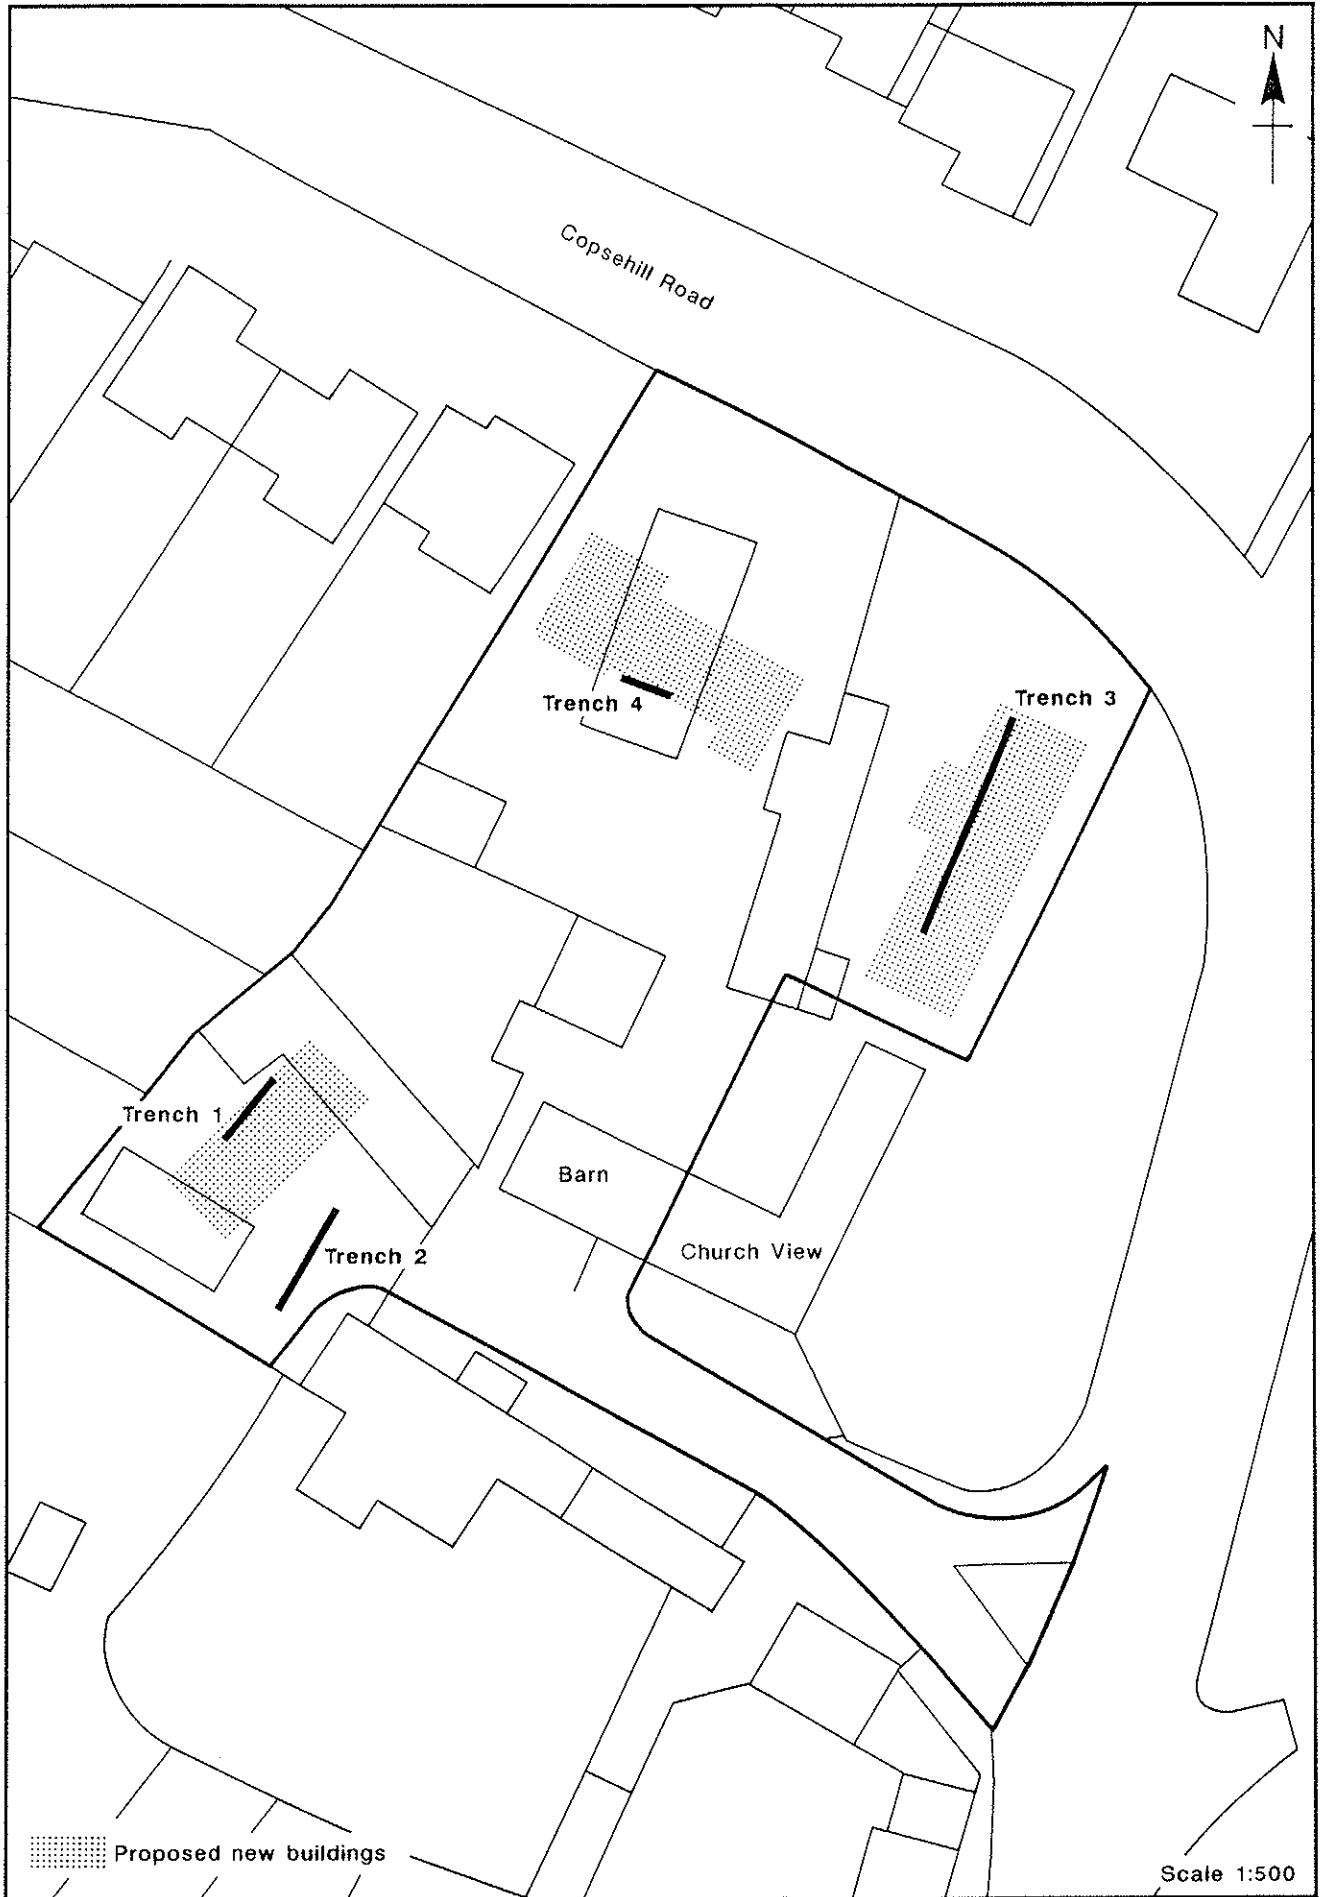 N
Copsehill Road
Trench 4
Trench 3
Trench 1
Barn
Church View
Trench 2
Proposed new buildings
Scale 1:500